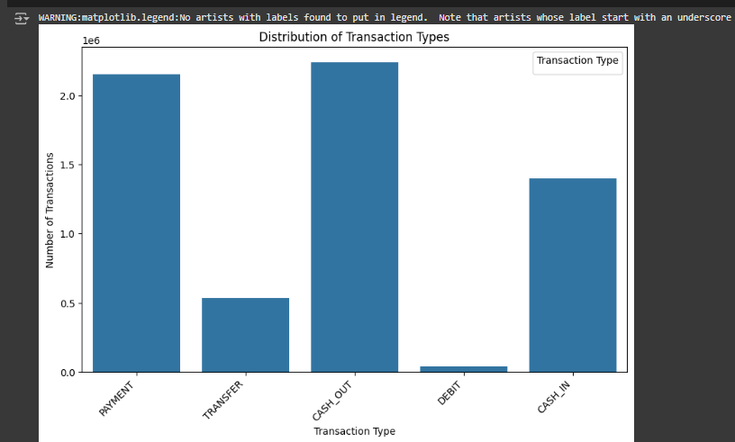 WARNING:matplotlib.legend:No artists with labels found to put in legend.  Note that artists whose label start with an underscore
Distribution of Transaction Types
1e6
Transaction Type
2.0
1.5
1.0
0.5
0.0
Number of Transactions
PAYMENT
TRANSFER
CASH_OUT
DEBIT
CASH_IN
Transaction Type